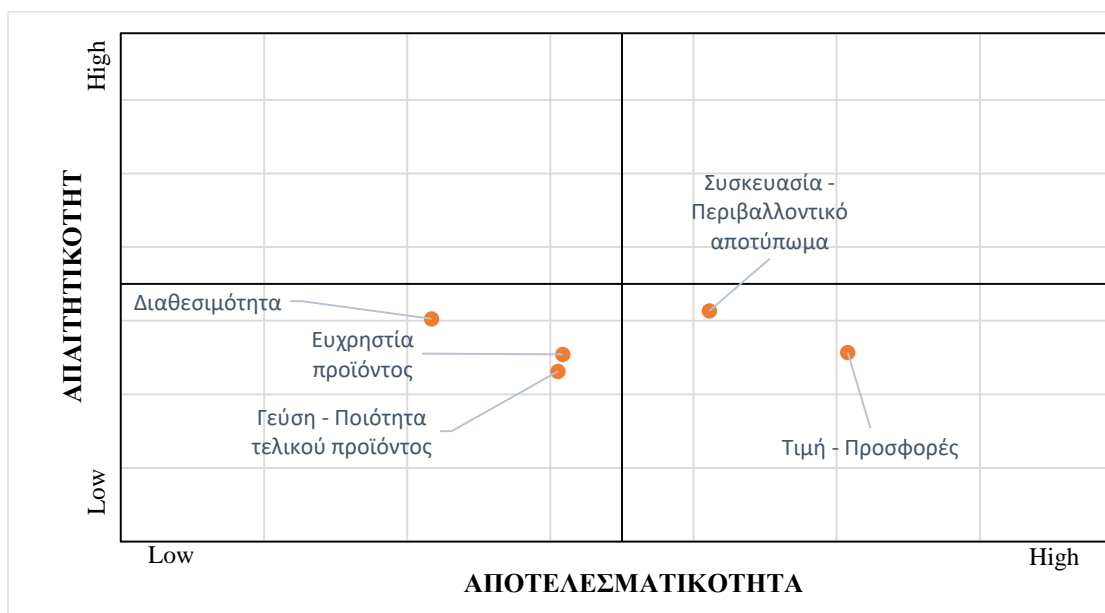 High
ΑΠΑΙΤΗΤΙΚΟΤΗΤ
Low
Συσκευασία -
Περιβαλλοντικό
αποτύπωμα
Διαθεσιμότητα
Ευχρηστία
προϊόντος
Γεύση - Ποιότητα
τελικού προϊόντος
Τιμή - Προσφορές
Low
High
ΑΠΟΤΕΛΕΣΜΑΤΙΚΟΤΗΤΑ